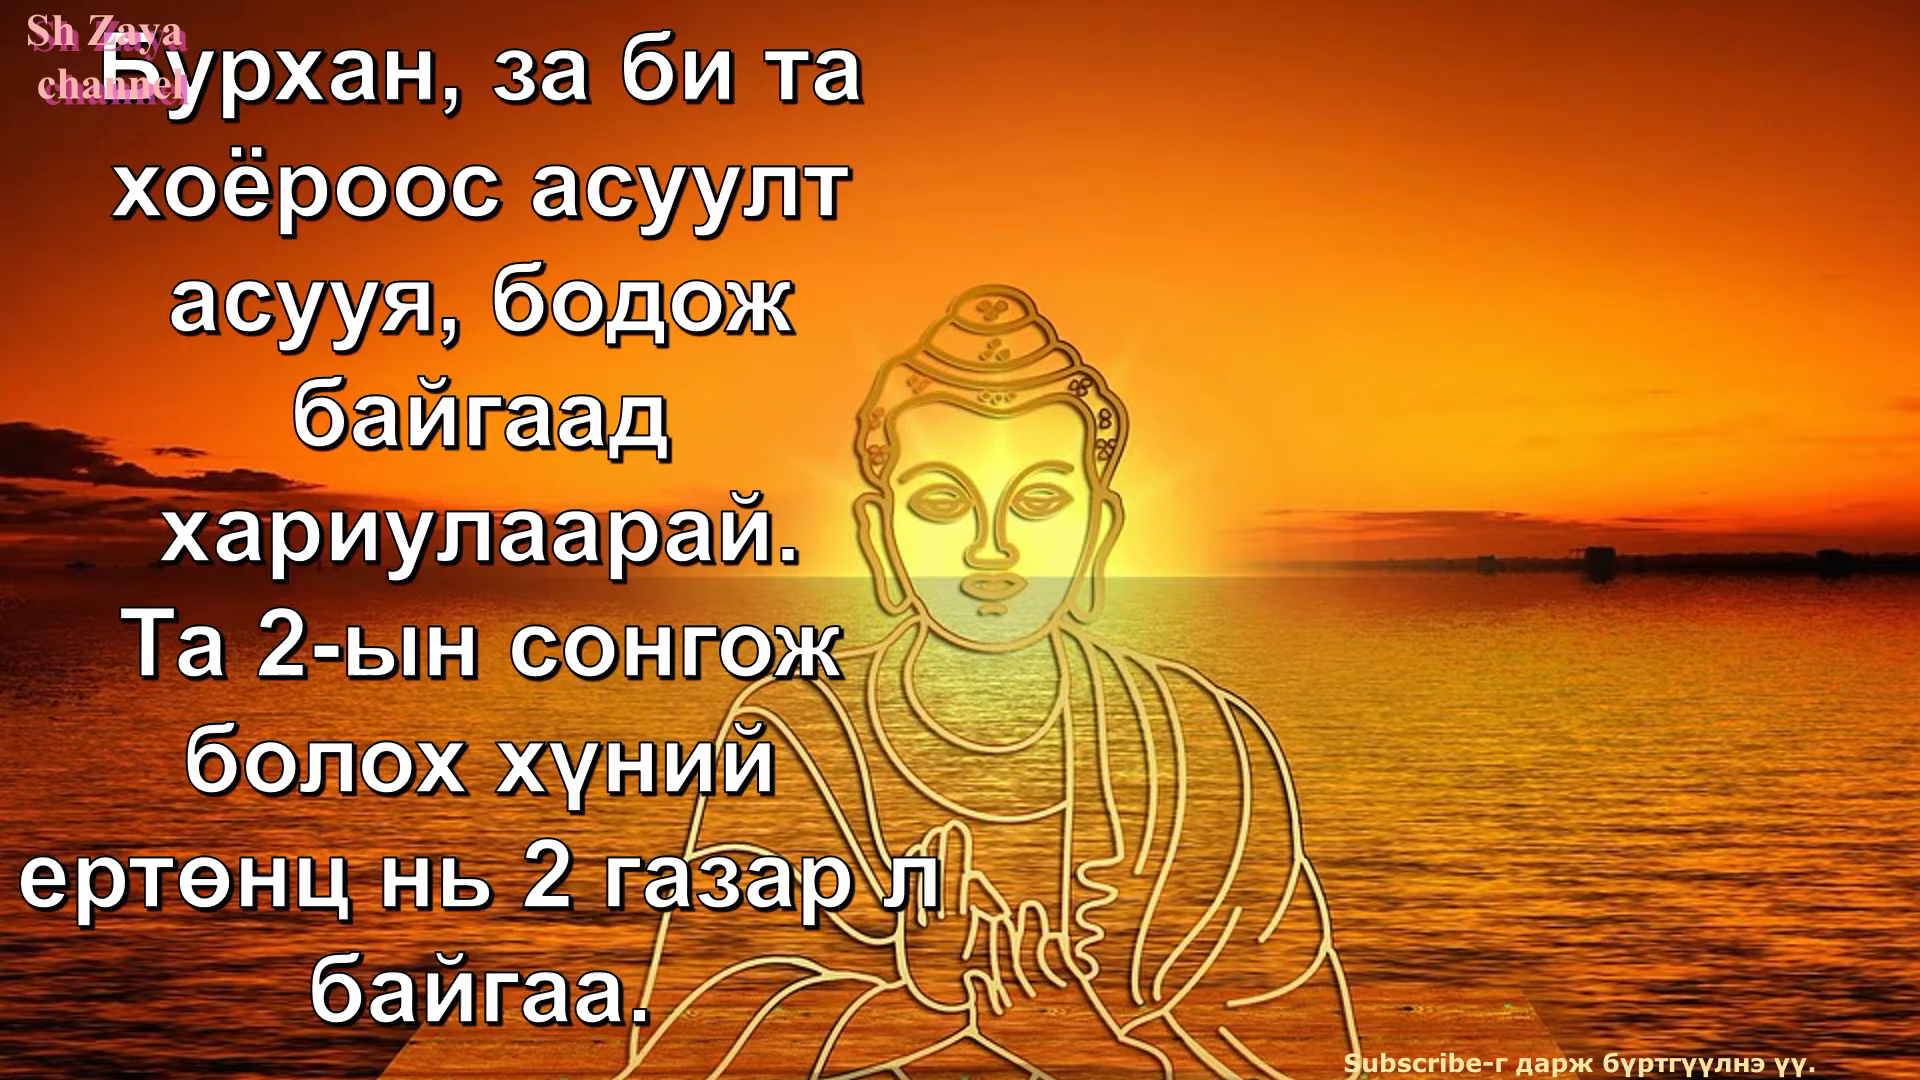 Sh Zaya
channel
Бурхан, за би та
хоёроос асуулт
асууя, бодож
байгаад
хариулаарай.
Та 2-ын сонгож
болох хүний
ертөнц нь 2 газар л
байгаа.
Subscribe-г дарж бүртгүүлнэ үү.